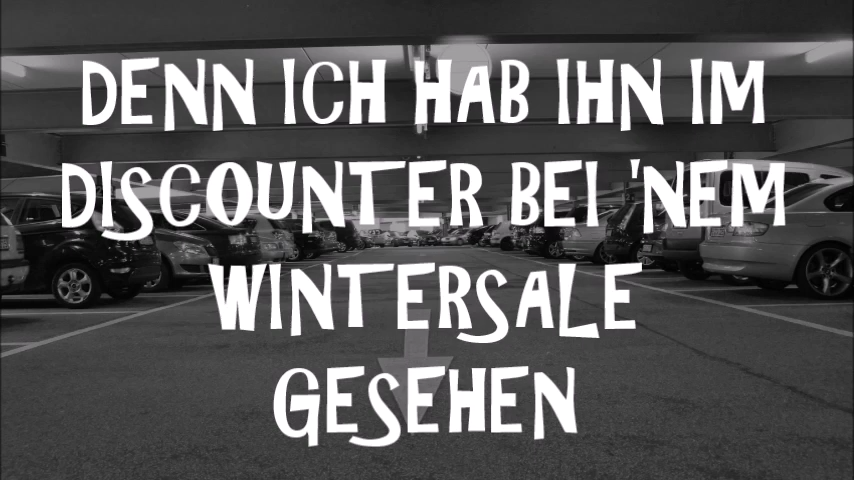 DENN ICH HAB IHN IM
DISCOUNTER BEI 'NEM
WINTERSALE
GESEHEN